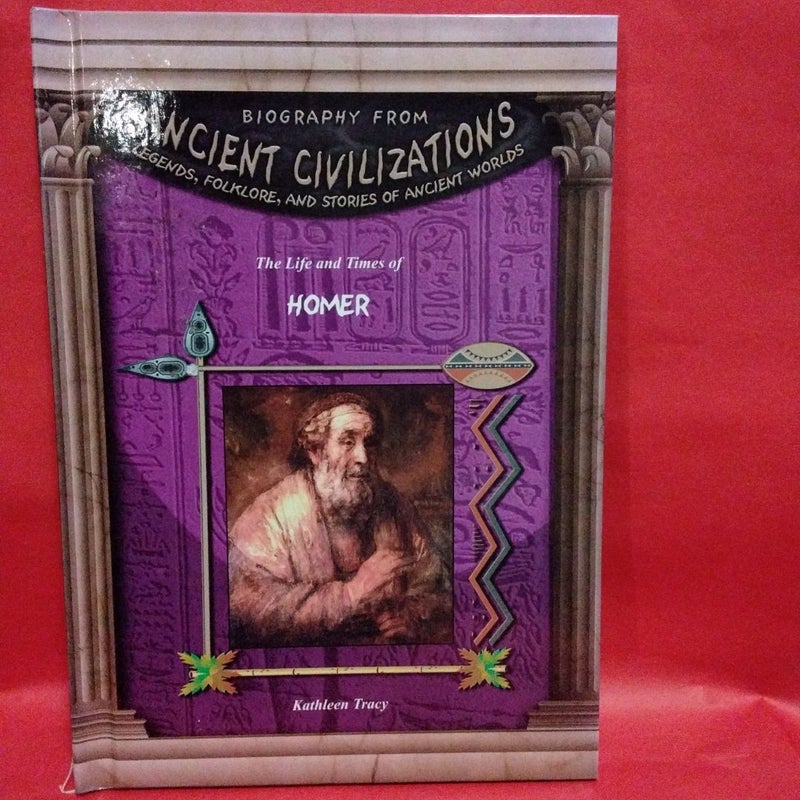 BIOGRAPHY FROM
ANCIENT CIVILIZATIONS
LEGENDS, FOLKLORE, AND STORIES OF ANCIENT WORLDS
The Life and Times of
HOMER
Kathleen Tracy